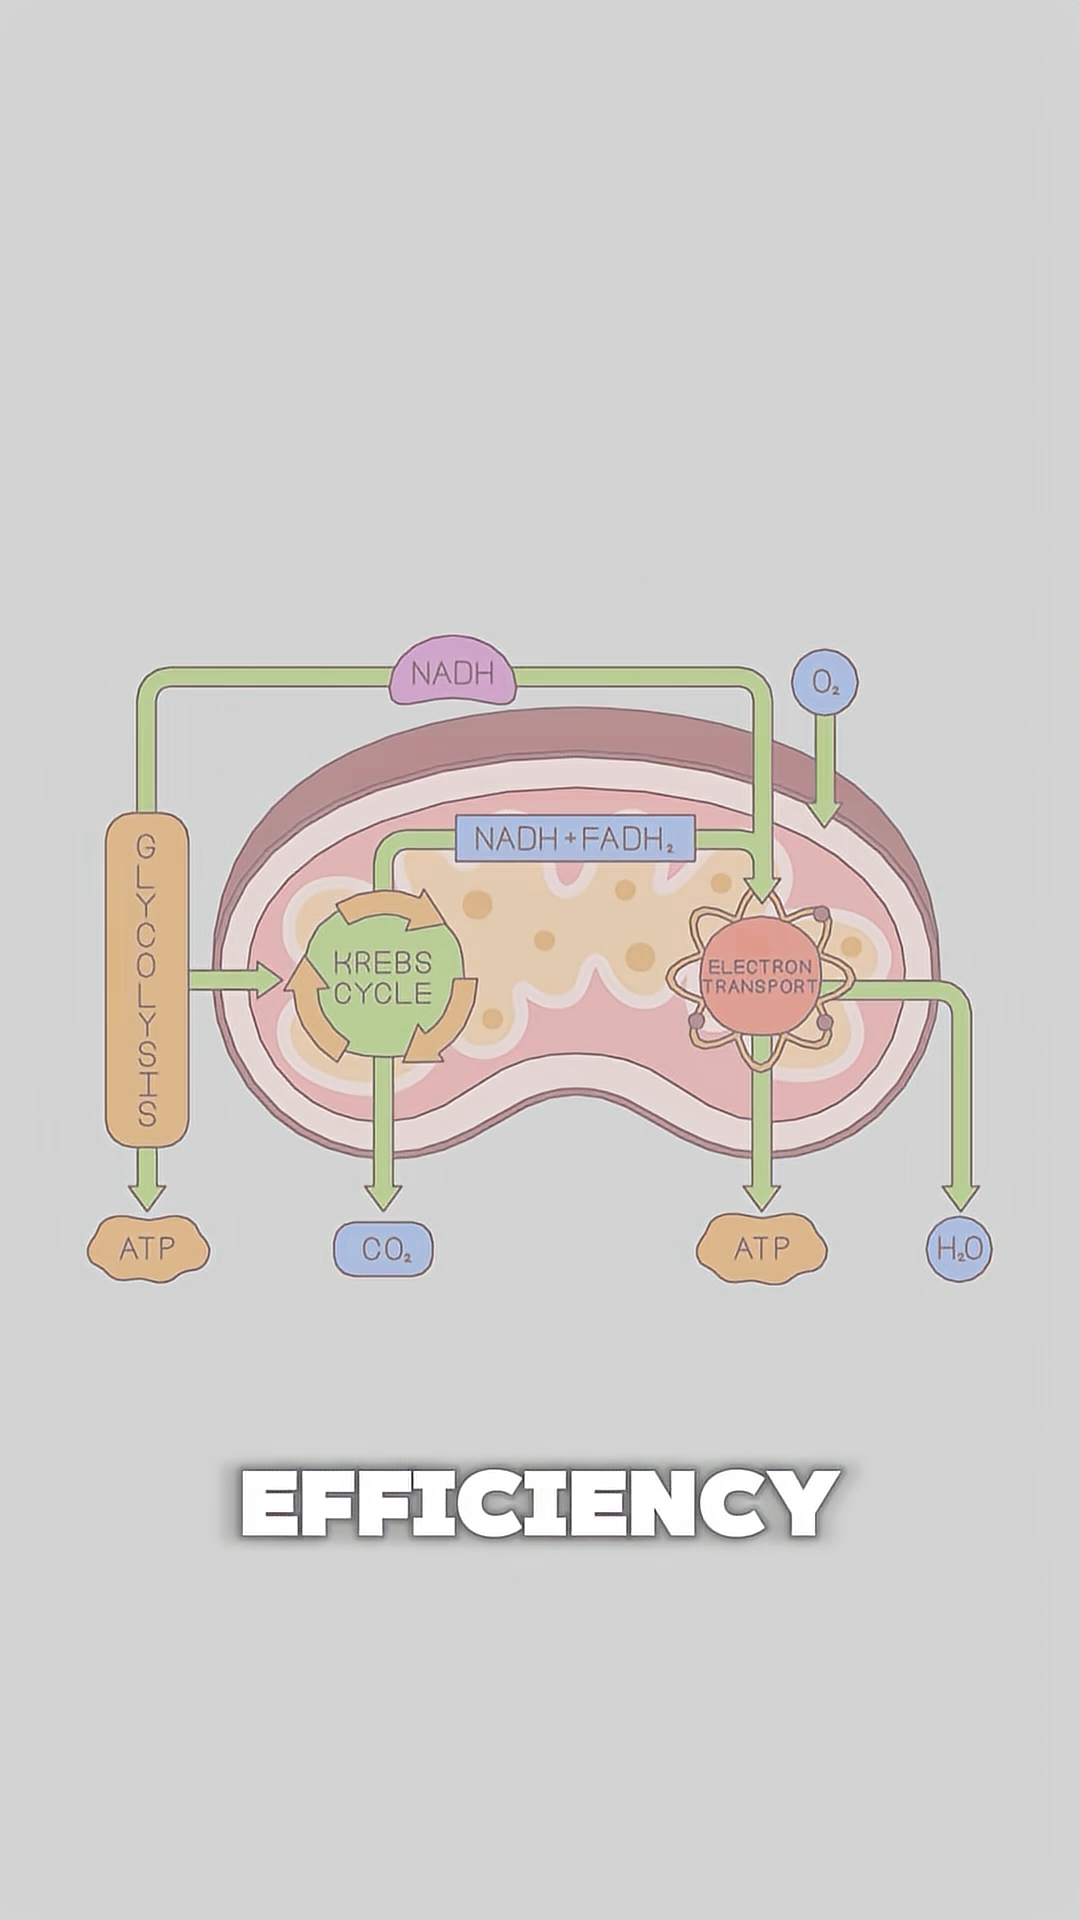 NADH
O₂
NADH+FADH₂
GLYCOLYSIS
KREBS
CYCLE
ELECTRON
TRANSPORT
ATP
CO₂
ATP
H₂O
EFFICIENCY